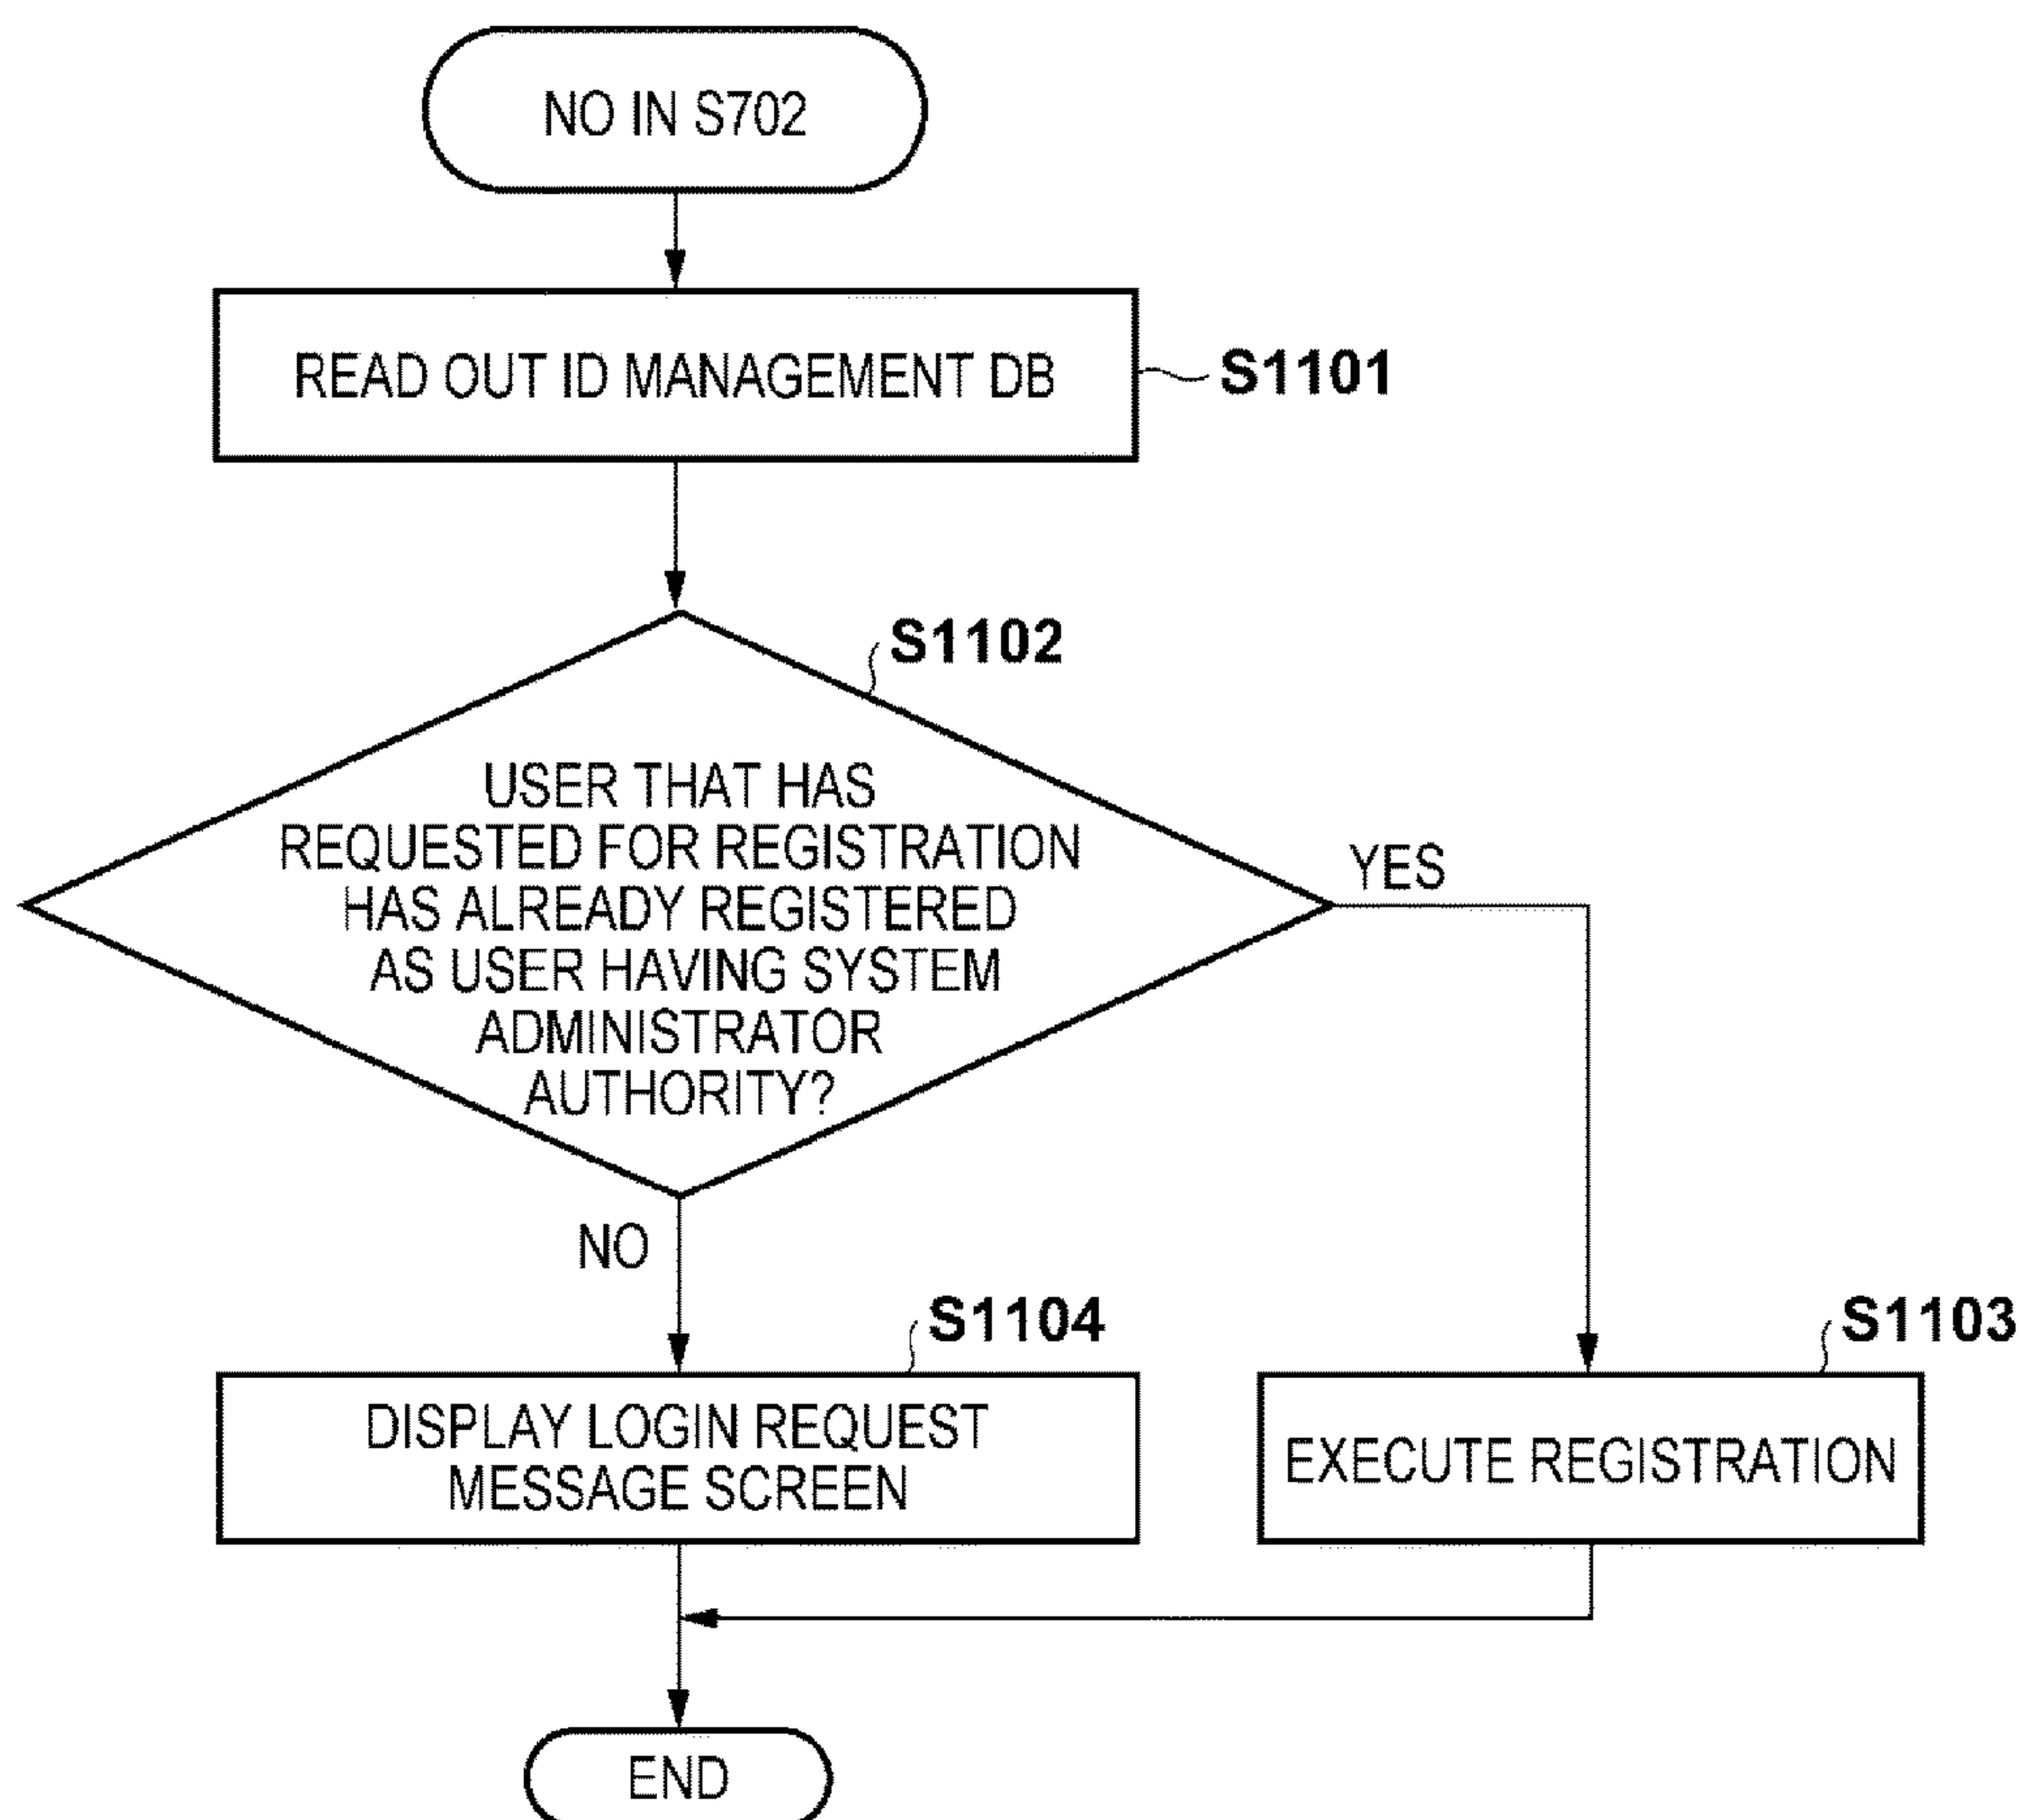 NO IN S702
READ OUT ID MANAGEMENT DB
S1101
S1102
USER THAT HAS
REQUESTED FOR REGISTRATION
HAS ALREADY REGISTERED
AS USER HAVING SYSTEM
ADMINISTRATOR
AUTHORITY?
YES
NO
S1104
S1103
DISPLAY LOGIN REQUEST
MESSAGE SCREEN
EXECUTE REGISTRATION
END